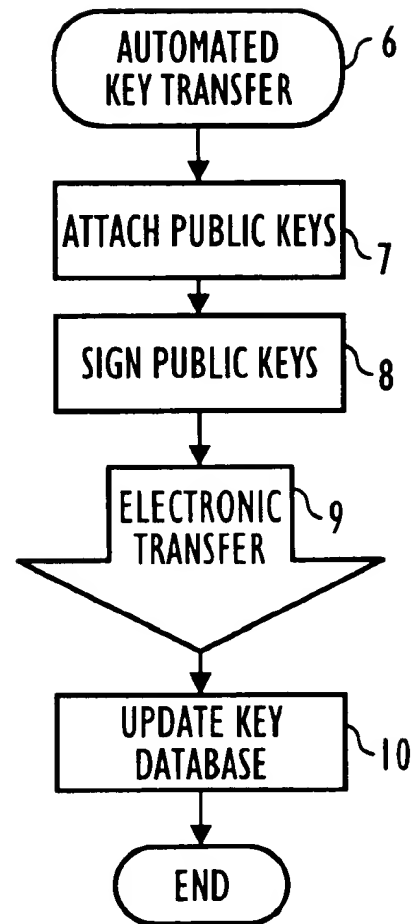 AUTOMATED 6
KEY TRANSFER
ATTACH PUBLIC KEYS
7
SIGN PUBLIC KEYS
8
ELECTRONIC 9
TRANSFER
UPDATE KEY
DATABASE 10
END